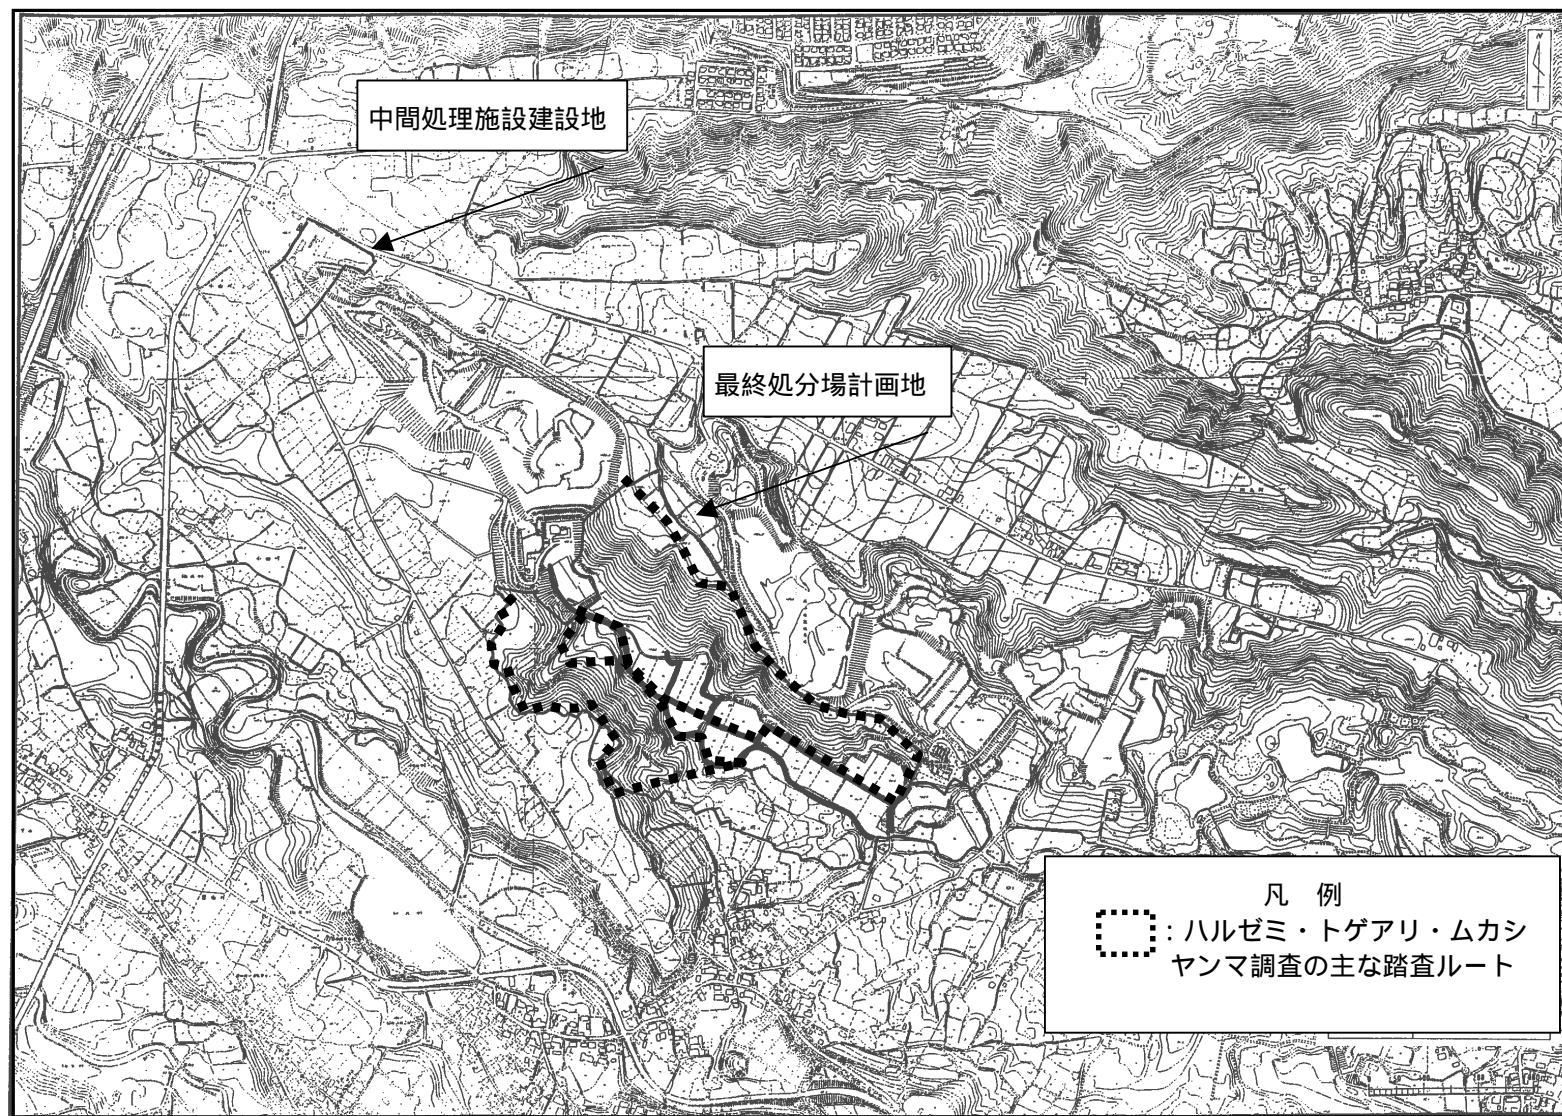 中間処理施設建設地
最終処分場計画地
凡 例
：ハルゼミ・トゲアリ・ムカシ
ヤンマ調査の主な踏査ルート